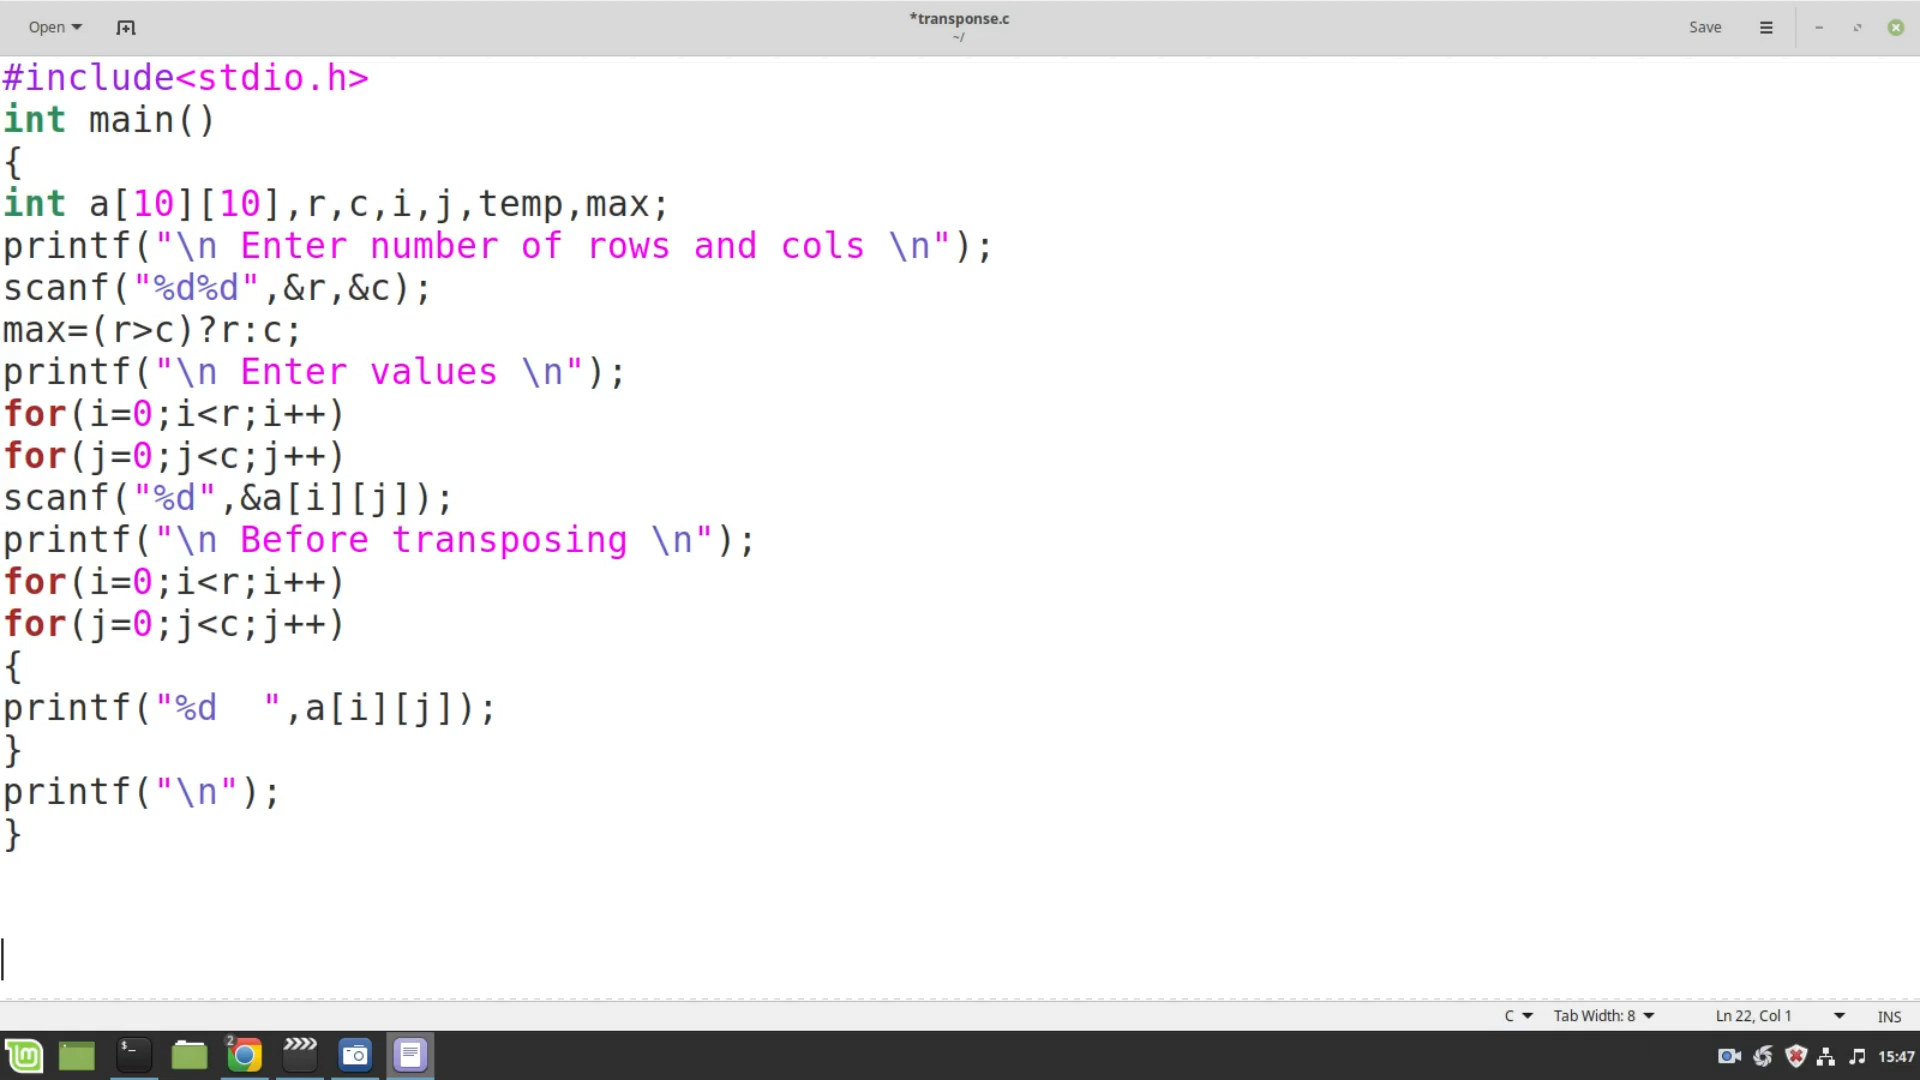 Open
*transponse.c
~/
Save
#include<stdio.h>
int main()
{
int a[10][10],r,c,i,j,temp,max;
printf("\n Enter number of rows and cols \n");
scanf("%d%d",&r,&c);
max=(r>c)?r:c;
printf("\n Enter values \n");
for(i=0;i<r;i++)
for(j=0;j<c;j++)
scanf("%d",&a[i][j]);
printf("\n Before transposing \n");
for(i=0;i<r;i++)
for(j=0;j<c;j++)
{
printf("%d  ",a[i][j]);
}
printf("\n");
}
C Tab Width: 8 Ln 22, Col 1 INS
2 15:47